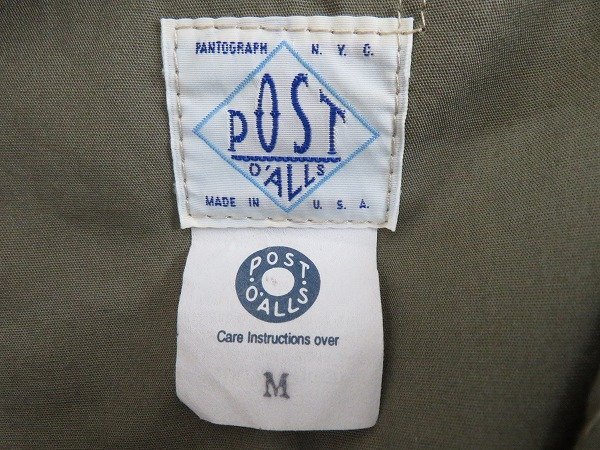 PANTOGRAPH N.Y.C.
POST
O'ALLS
MADE IN U.S.A.
POST
O'ALLS
Care Instructions over
M